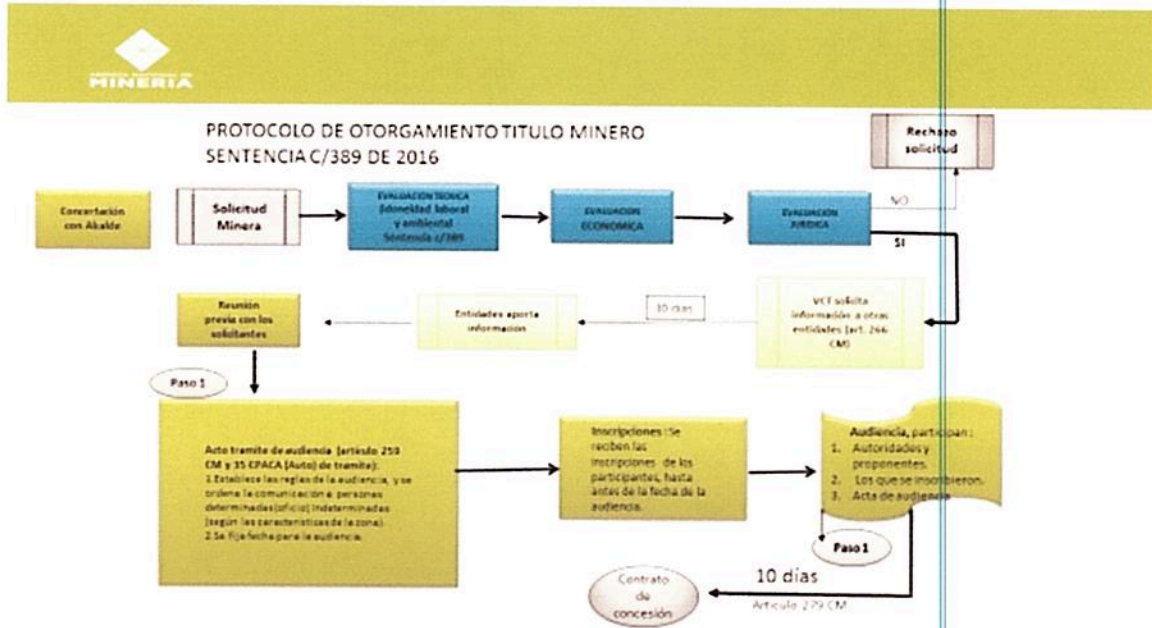 AGENCIA NACIONAL DE
MINERÍA
PROTOCOLO DE OTORGAMIENTO TITULO MINERO
SENTENCIA C/389 DE 2016
Rechazo
solicitud
Concertación
con Alcalde
Solicitud
Minera
EVALUACION TECNICA
(Idoneidad laboral
y ambiental
Sentencia c/389
EVALUACION
ECONOMICA
EVALUACION
JURIDICA
NO
SI
Reunión
previa con los
solicitantes
Entidades aporta
información
10 días
VCT solicita
información a otras
entidades (art. 266
CM)
Paso 1
Auto tramite de audiencia (artículo 259
CM y 35 CPACA (Auto) de tramite):
1.Establece las reglas de la audiencia, y se
ordena la comunicación a personas
determinadas(oficio) Indeterminadas
(según las características de la zona).
2.Se fija fecha para la audiencia.
Inscripciones : Se
reciben las
inscripciones de los
participantes, hasta
antes de la fecha de la
audiencia.
Audiencia, participan :
1. Autoridades y
proponentes.
2. Los que se inscribieron.
3. Acta de audiencia
Paso 1
Contrato
de
concesión
10 días
Articulo 279 CM